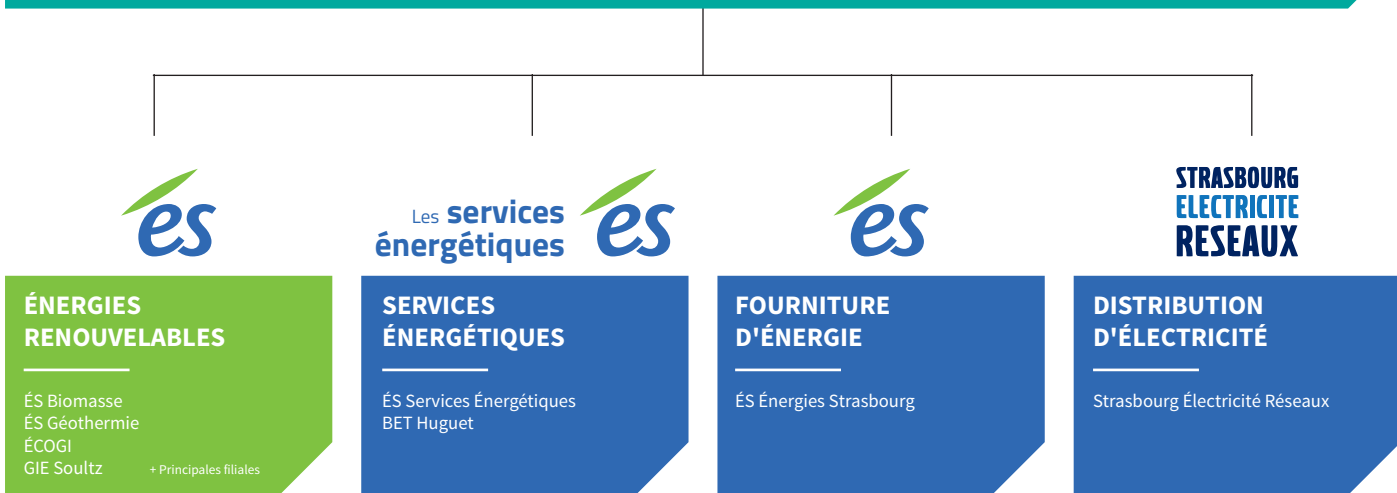 és
Les services
énergétiques
és
és
STRASBOURG
ELECTRICITE
RESEAUX
ÉNERGIES
RENOUVELABLES
ÉS Biomasse
ÉS Géothermie
ÉCOGI
GIE Soultz + Principales filiales
SERVICES
ÉNERGÉTIQUES
ÉS Services Énergétiques
BET Huguet
FOURNITURE
D'ÉNERGIE
ÉS Énergies Strasbourg
DISTRIBUTION
D'ÉLECTRICITÉ
Strasbourg Électricité Réseaux